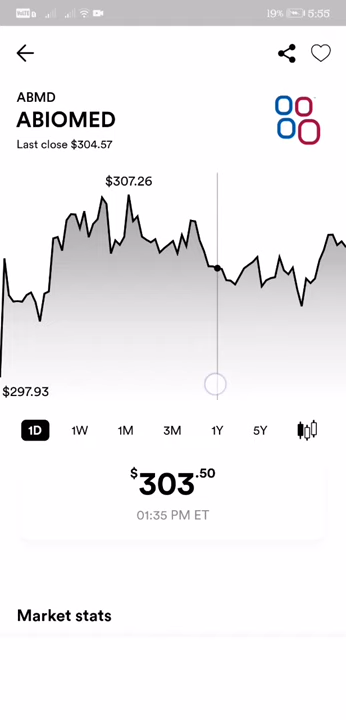 19% 5:55
ABMD
ABIOMED
Last close $304.57
$307.26
$297.93
1D 1W 1M 3M 1Y 5Y
$303.50
01:35 PM ET
Market stats